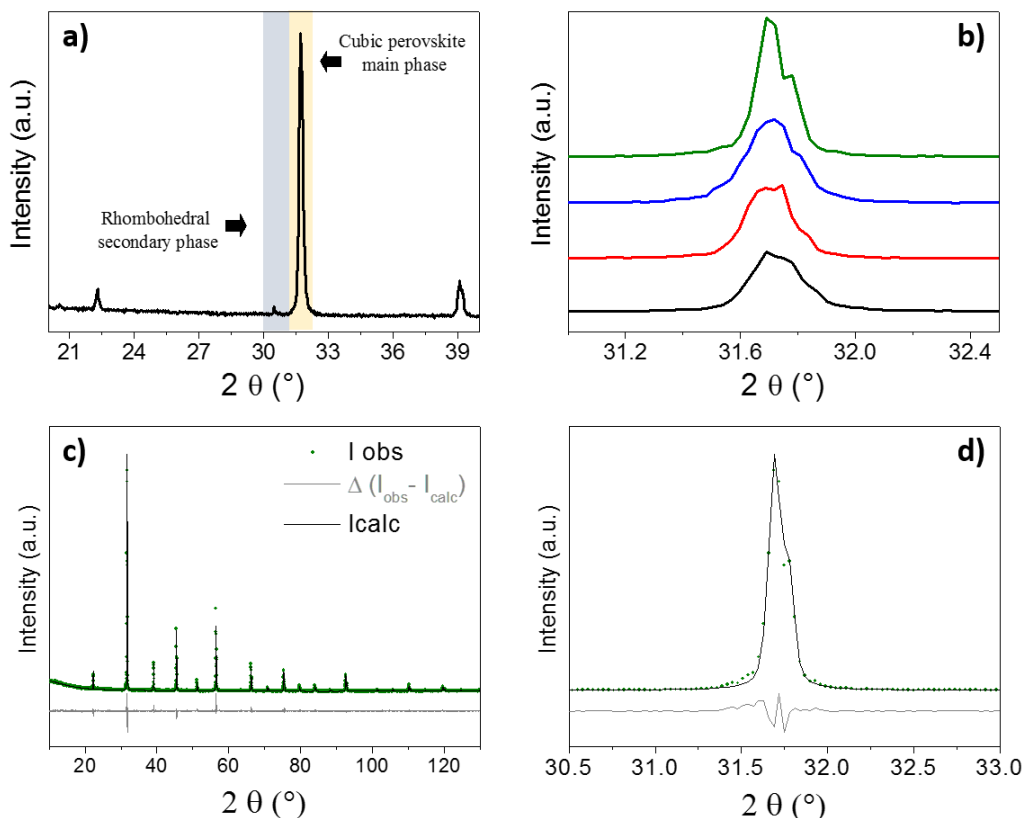 a)
Cubic perovskite
main phase
Rhombohedral
secondary phase
Intensity (a.u.)
21 24 27 30 33 36 39
2 θ (°)
b)
Intensity (a.u.)
31.2 31.6 32.0 32.4
2 θ (°)
c)
I obs
Δ (Iobs- Icalc)
Icalc
Intensity (a.u.)
20 40 60 80 100 120
2 θ (°)
d)
Intensity (a.u.)
30.5 31.0 31.5 32.0 32.5 33.0
2 θ (°)